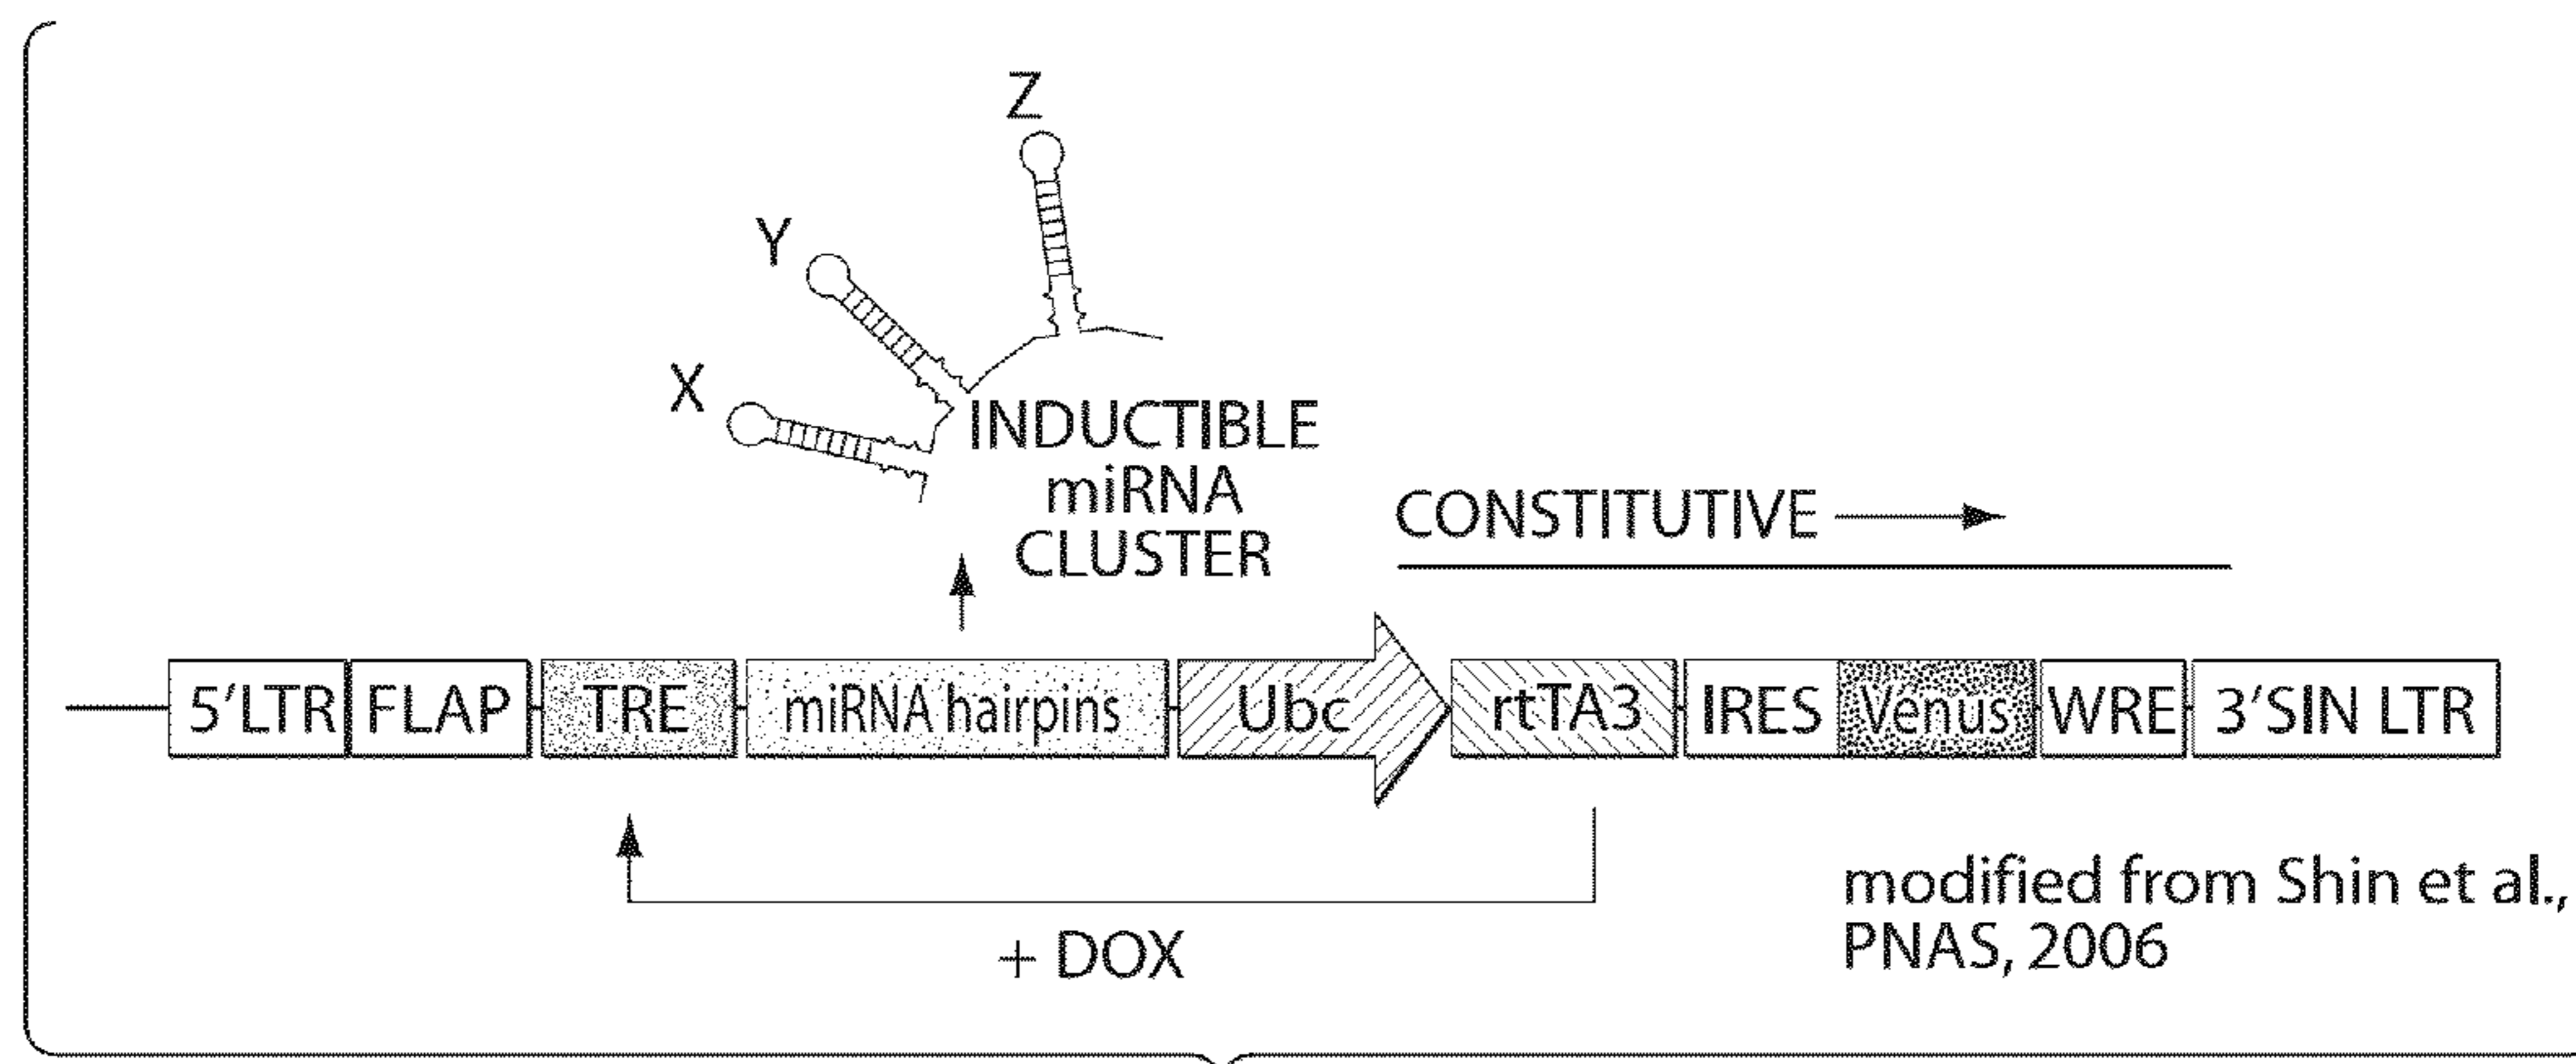 Z
Y
X
INDUCTIBLE
miRNA
CLUSTER
CONSTITUTIVE
5'LTR FLAP TRE miRNA hairpins Ubc rtTA3 IRES Venus WRE 3'SIN LTR
+ DOX
modified from Shin et al.,
PNAS, 2006